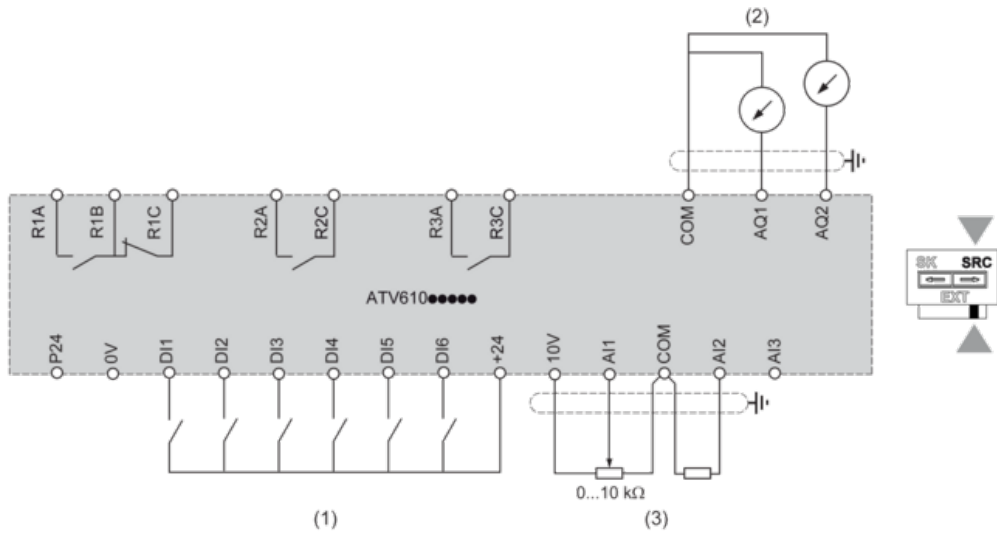 (2)
R1A
R1B
R1C
R2A
R2C
R3A
R3C
COM
AQ1
AQ2
SK SRC
EXT
ATV610●●●●●
P24
0V
DI1
DI2
DI3
DI4
DI5
DI6
+24
10V
AI1
COM
AI2
AI3
0...10 kΩ
(1)
(3)